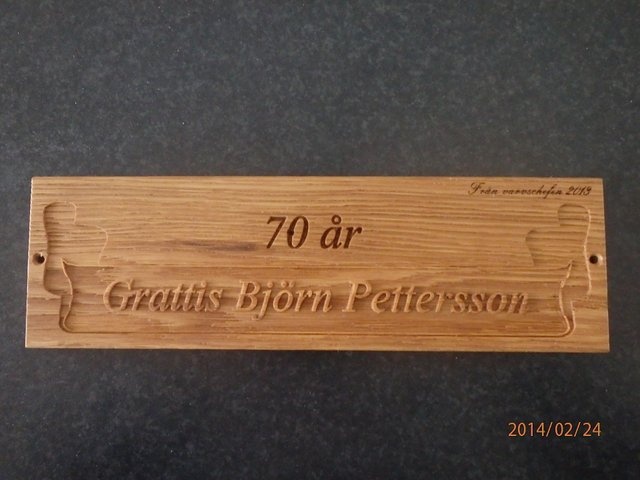 Från varvschefen 2013
70 år
Grattis Björn Pettersson
2014/02/24